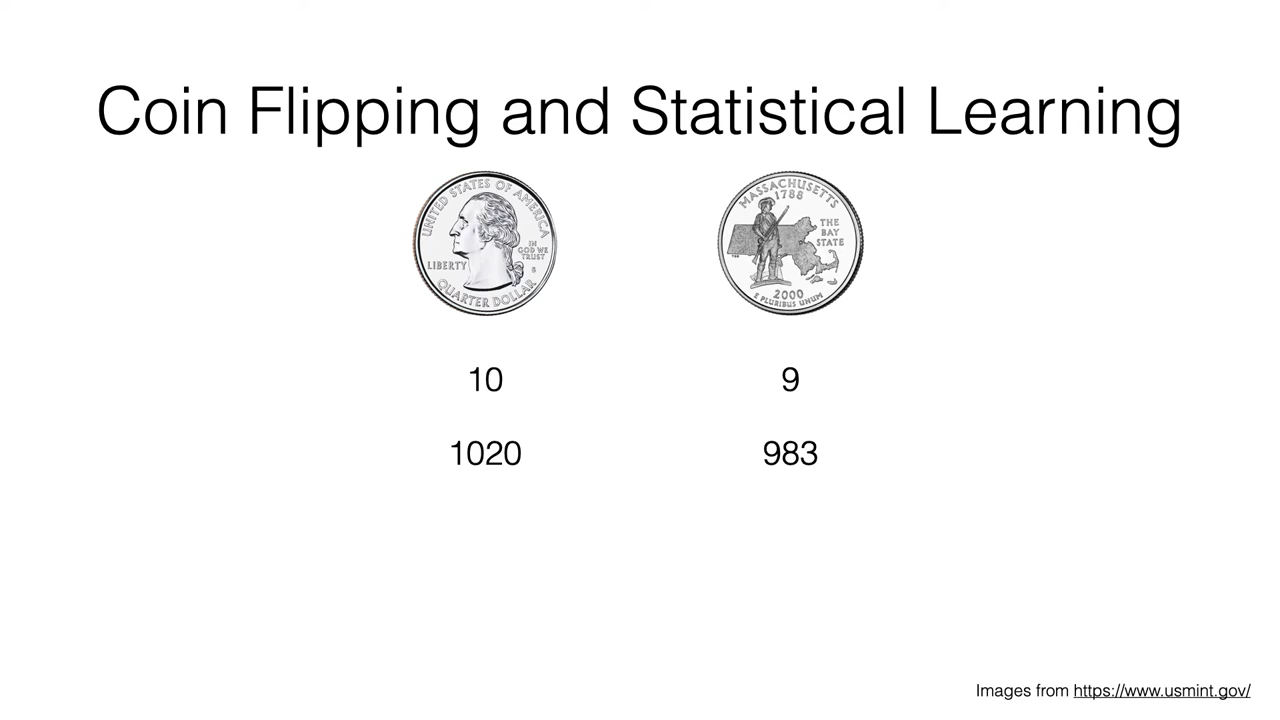 Coin Flipping and Statistical Learning
UNITED STATES OF AMERICA
LIBERTY
IN
GOD WE
TRUST
S
QUARTER DOLLAR
MASSACHUSETTS
1788
THE
BAY
STATE
2000
E PLURIBUS UNUM
10 9
1020 983
Images from https://www.usmint.gov/